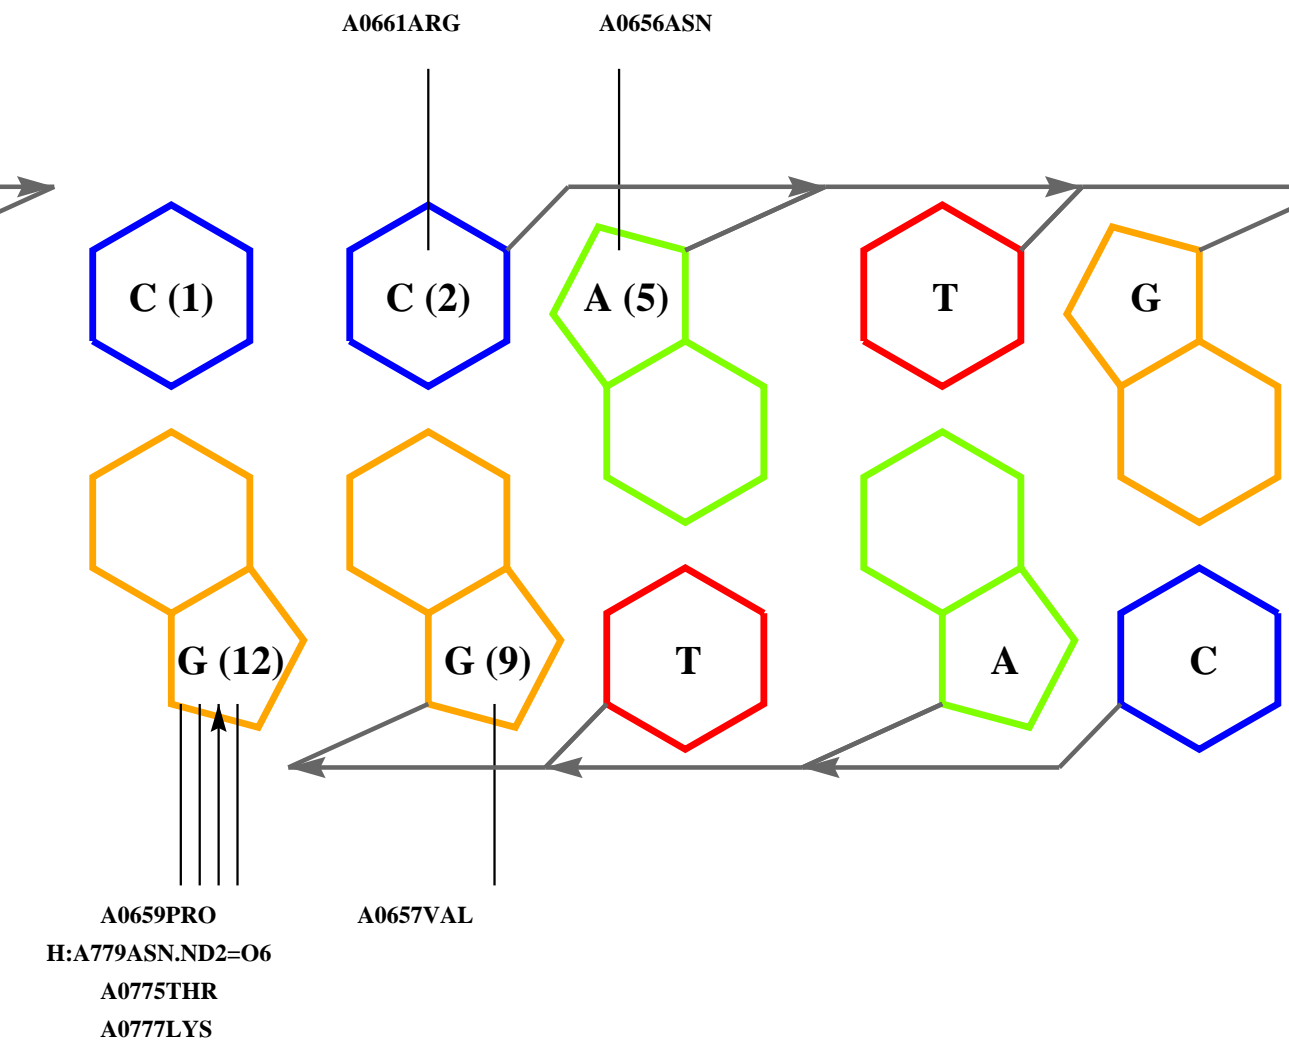 A0661ARG A0656ASN
C (1) C (2) A (5) T G
G (12) G (9) T A C
A0659PRO A0657VAL
H:A779ASN.ND2=O6
A0775THR
A0777LYS